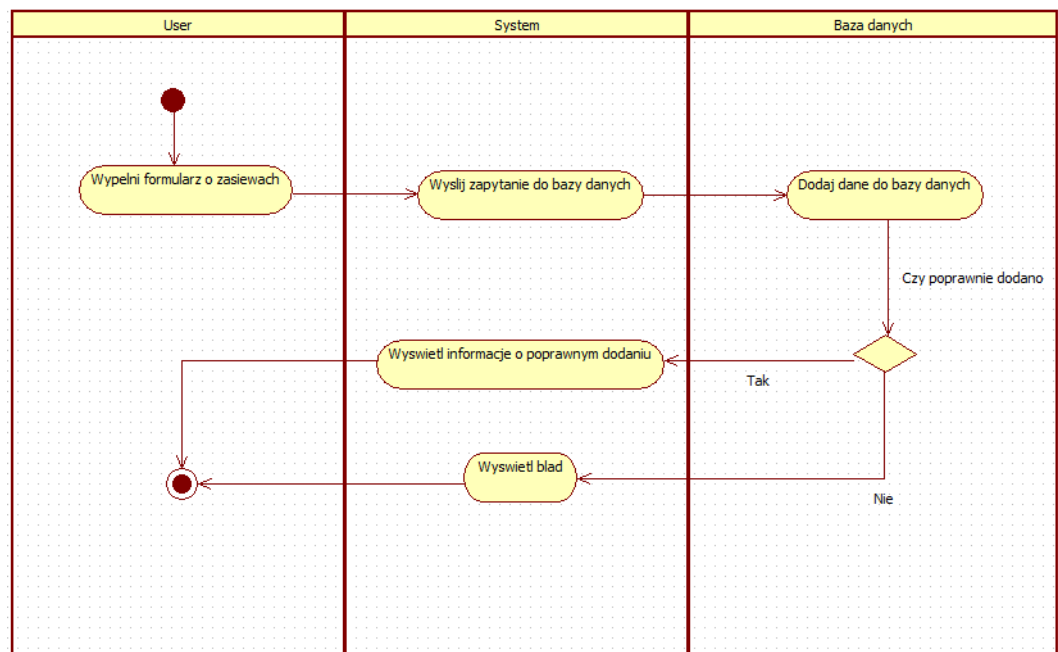 User
System
Baza danych
Wypelni formularz o zasiewach
Wyslij zapytanie do bazy danych
Dodaj dane do bazy danych
Czy poprawnie dodano
Wyswietl informacje o poprawnym dodaniu
Tak
Wyswietl blad
Nie